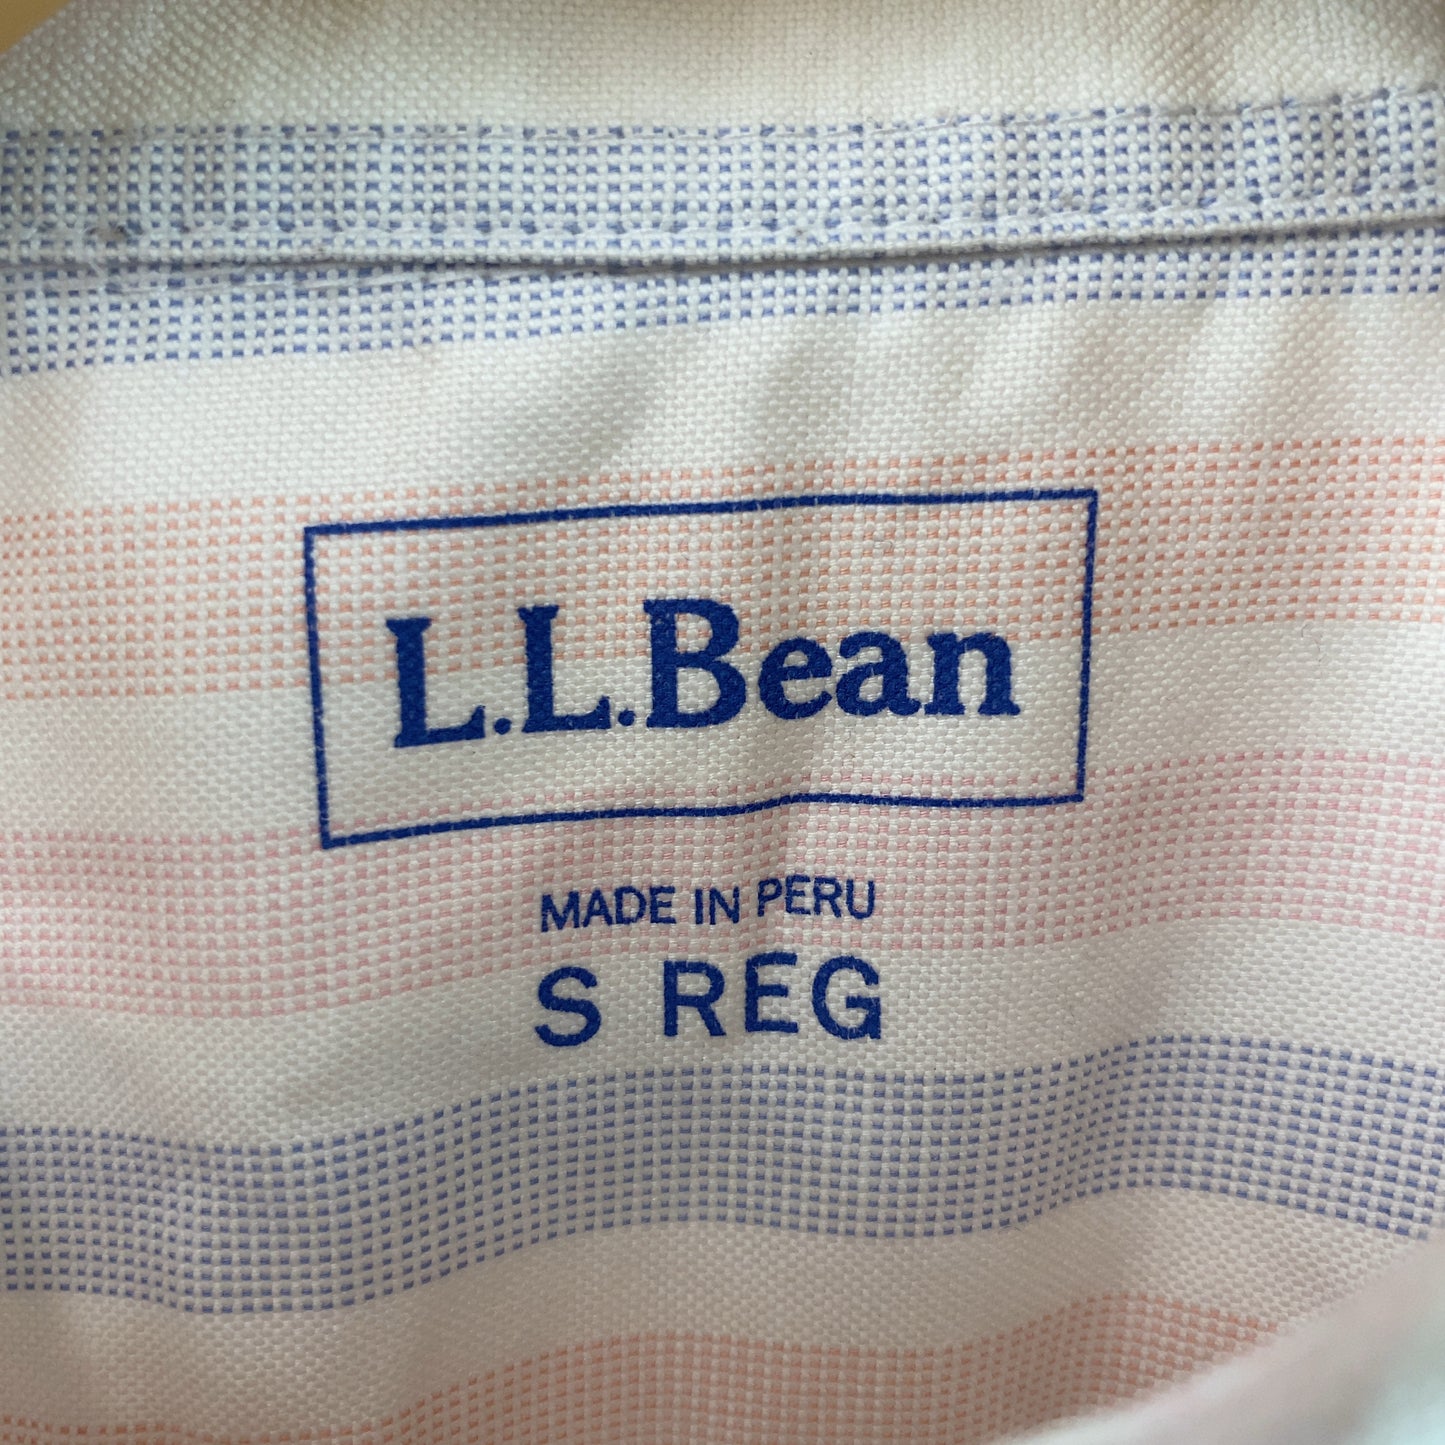 L.L.Bean
MADE IN PERU
S REG